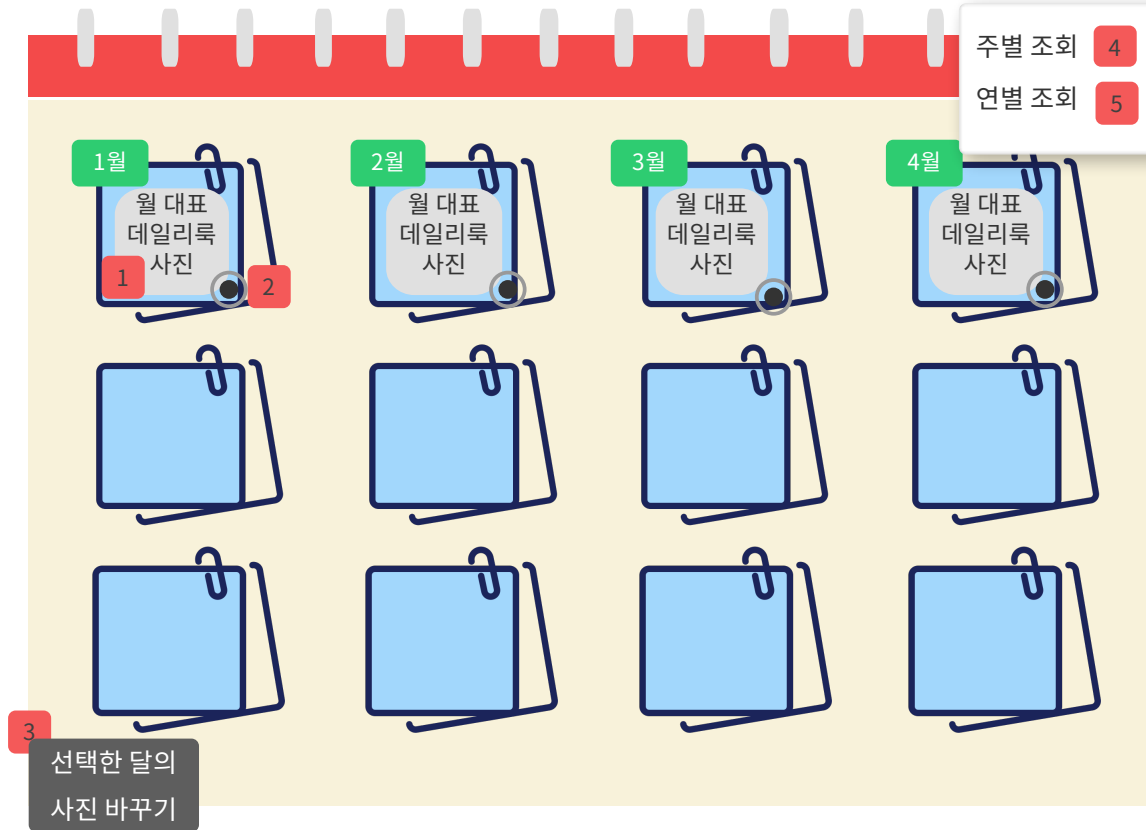 주별 조회 4
연별 조회 5
1월
2월
3월
4월
월 대표
데일리룩
사진
월 대표
데일리룩
사진
월 대표
데일리룩
사진
월 대표
데일리룩
사진
1
2
3
선택한 달의
사진 바꾸기